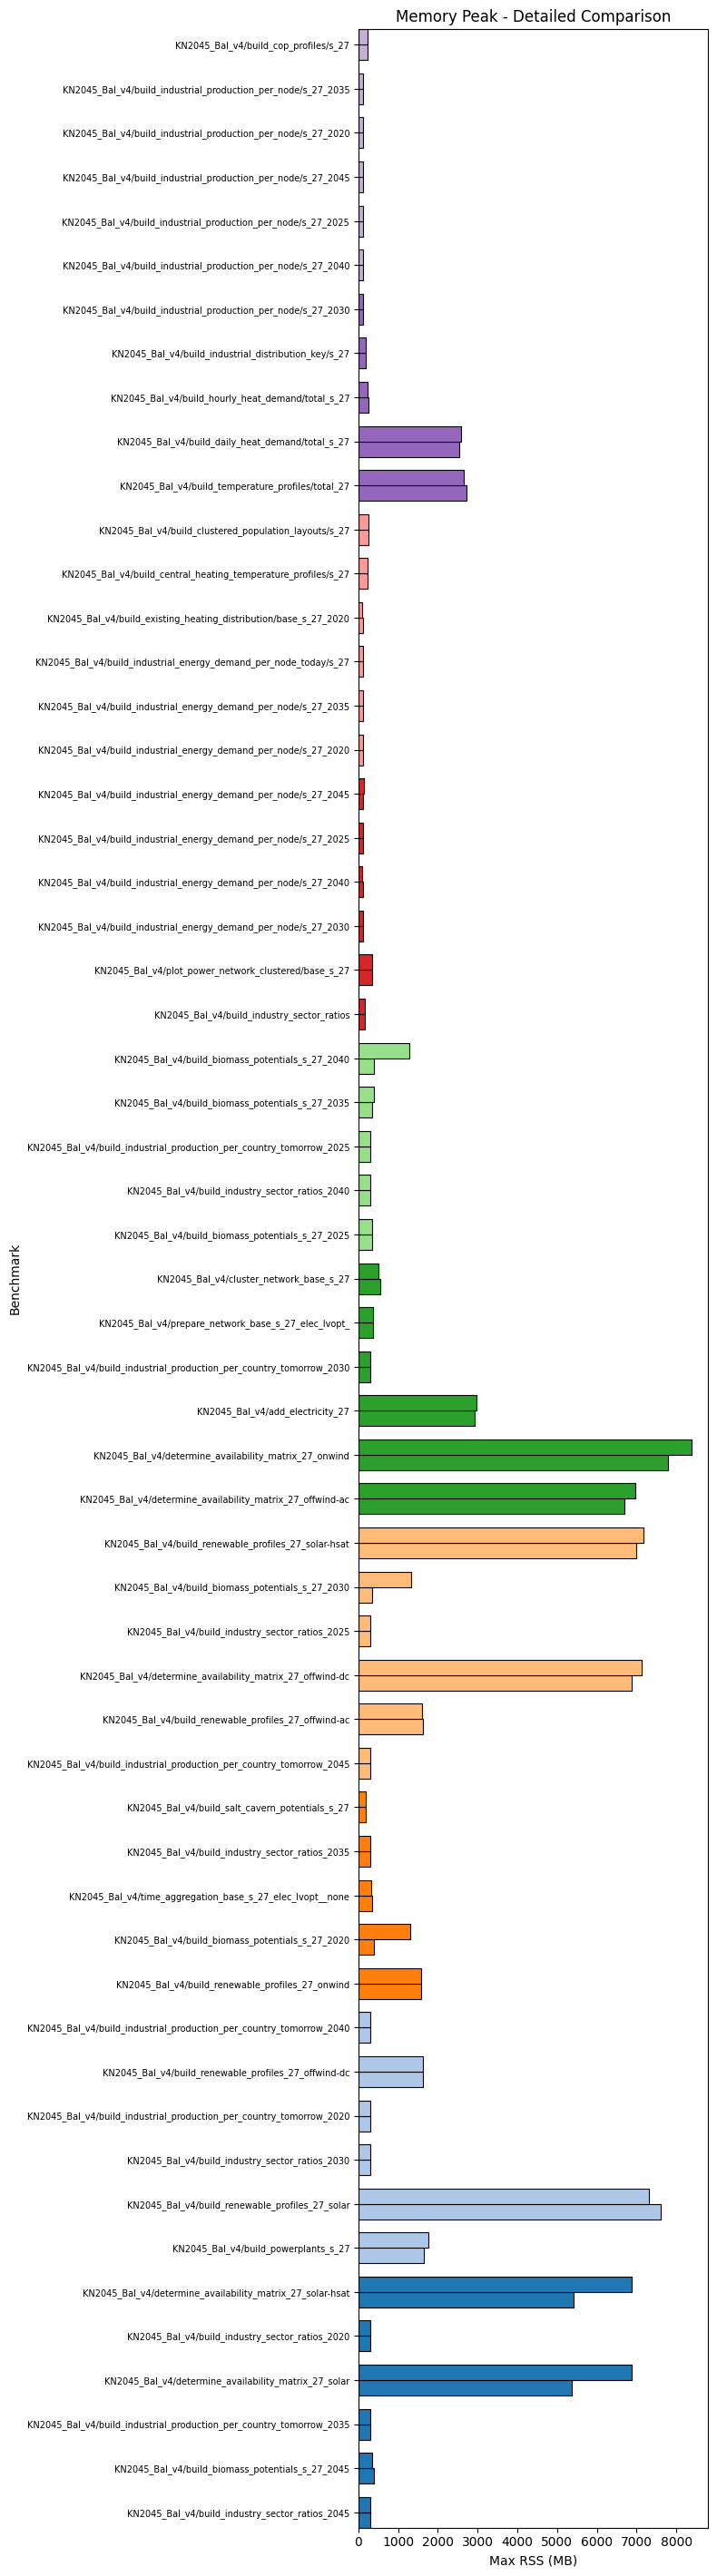 Memory Peak - Detailed Comparison
KN2045_Bal_v4/build_cop_profiles/s_27
KN2045_Bal_v4/build_industrial_production_per_node/s_27_2035
KN2045_Bal_v4/build_industrial_production_per_node/s_27_2020
KN2045_Bal_v4/build_industrial_production_per_node/s_27_2045
KN2045_Bal_v4/build_industrial_production_per_node/s_27_2025
KN2045_Bal_v4/build_industrial_production_per_node/s_27_2040
KN2045_Bal_v4/build_industrial_production_per_node/s_27_2030
KN2045_Bal_v4/build_industrial_distribution_key/s_27
KN2045_Bal_v4/build_hourly_heat_demand/total_s_27
KN2045_Bal_v4/build_daily_heat_demand/total_s_27
KN2045_Bal_v4/build_temperature_profiles/total_27
KN2045_Bal_v4/build_clustered_population_layouts/s_27
KN2045_Bal_v4/build_central_heating_temperature_profiles/s_27
KN2045_Bal_v4/build_existing_heating_distribution/base_s_27_2020
KN2045_Bal_v4/build_industrial_energy_demand_per_node_today/s_27
KN2045_Bal_v4/build_industrial_energy_demand_per_node/s_27_2035
KN2045_Bal_v4/build_industrial_energy_demand_per_node/s_27_2020
KN2045_Bal_v4/build_industrial_energy_demand_per_node/s_27_2045
KN2045_Bal_v4/build_industrial_energy_demand_per_node/s_27_2025
KN2045_Bal_v4/build_industrial_energy_demand_per_node/s_27_2040
KN2045_Bal_v4/build_industrial_energy_demand_per_node/s_27_2030
KN2045_Bal_v4/plot_power_network_clustered/base_s_27
KN2045_Bal_v4/build_industry_sector_ratios
KN2045_Bal_v4/build_biomass_potentials_s_27_2040
KN2045_Bal_v4/build_biomass_potentials_s_27_2035
KN2045_Bal_v4/build_industrial_production_per_country_tomorrow_2025
KN2045_Bal_v4/build_industry_sector_ratios_2040
KN2045_Bal_v4/build_biomass_potentials_s_27_2025
KN2045_Bal_v4/cluster_network_base_s_27
KN2045_Bal_v4/prepare_network_base_s_27_elec_lvopt_
KN2045_Bal_v4/build_industrial_production_per_country_tomorrow_2030
KN2045_Bal_v4/add_electricity_27
KN2045_Bal_v4/determine_availability_matrix_27_onwind
KN2045_Bal_v4/determine_availability_matrix_27_offwind-ac
KN2045_Bal_v4/build_renewable_profiles_27_solar-hsat
KN2045_Bal_v4/build_biomass_potentials_s_27_2030
KN2045_Bal_v4/build_industry_sector_ratios_2025
KN2045_Bal_v4/determine_availability_matrix_27_offwind-dc
KN2045_Bal_v4/build_renewable_profiles_27_offwind-ac
KN2045_Bal_v4/build_industrial_production_per_country_tomorrow_2045
KN2045_Bal_v4/build_salt_cavern_potentials_s_27
KN2045_Bal_v4/build_industry_sector_ratios_2035
KN2045_Bal_v4/time_aggregation_base_s_27_elec_lvopt__none
KN2045_Bal_v4/build_biomass_potentials_s_27_2020
KN2045_Bal_v4/build_renewable_profiles_27_onwind
KN2045_Bal_v4/build_industrial_production_per_country_tomorrow_2040
KN2045_Bal_v4/build_renewable_profiles_27_offwind-dc
KN2045_Bal_v4/build_industrial_production_per_country_tomorrow_2020
KN2045_Bal_v4/build_industry_sector_ratios_2030
KN2045_Bal_v4/build_renewable_profiles_27_solar
KN2045_Bal_v4/build_powerplants_s_27
KN2045_Bal_v4/determine_availability_matrix_27_solar-hsat
KN2045_Bal_v4/build_industry_sector_ratios_2020
KN2045_Bal_v4/determine_availability_matrix_27_solar
KN2045_Bal_v4/build_industrial_production_per_country_tomorrow_2035
KN2045_Bal_v4/build_biomass_potentials_s_27_2045
KN2045_Bal_v4/build_industry_sector_ratios_2045
Benchmark
0 1000 2000 3000 4000 5000 6000 7000 8000
Max RSS (MB)